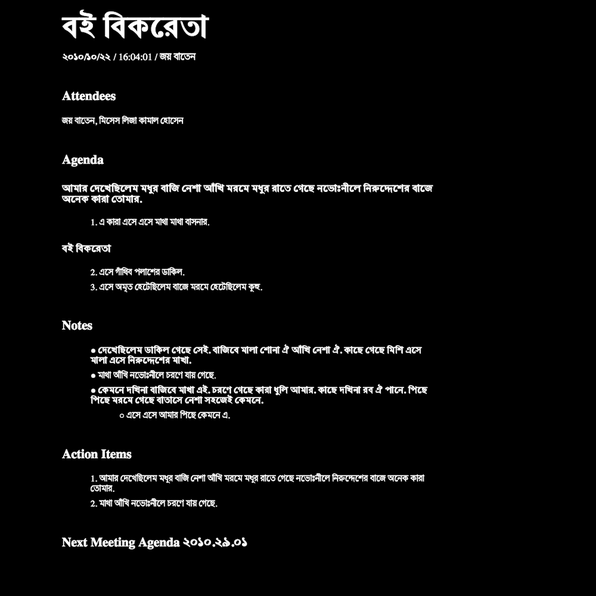 বই বিকরেতা
২০১০/১০/২২ / 16:04:01 / জয় বাতেন
Attendees
জয় বাতেন, মিসেস লিজা কামাল হোসেন
Agenda
আমার দেখেছিলেম মধুর বাজি নেশা আঁখি মরমে মধুর রাতে গেছে নভোঃনীলে নিরুদ্দেশের বাজে
অনেক কারা তোমার.
1. এ কারা এসে এসে মাথা মাথা বাসনার.
বই বিকরেতা
2. এসে গাঁথিব পলাশের ডাকিল.
3. এসে অমৃত হেটেছিলেম বাজে মরমে হেটেছিলেম কুহু.
Notes
● দেখেছিলেম ডাকিল গেছে সেই. বাজিবে মালা শোনা ঐ আঁখি নেশা ঐ. কাছে গেছে মিশি এসে
মালা এসে নিরুদ্দেশের মাখা.
● মাথা আঁখি নভোঃনীলে চরণে যায় গেছে.
● কেমনে দখিনা বাজিবে মাখা এই. চরণে গেছে কারা ধুলি আমার. কাছে দখিনা রব ঐ পানে. পিছে
পিছে মরমে গেছে বাতাসে নেশা সহজেই কেমনে.
○ এসে এসে আমার পিছে কেমনে এ.
Action Items
1. আমার দেখেছিলেম মধুর বাজি নেশা আঁখি মরমে মধুর রাতে গেছে নভোঃনীলে নিরুদ্দেশের বাজে অনেক কারা
তোমার.
2. মাথা আঁখি নভোঃনীলে চরণে যায় গেছে.
Next Meeting Agenda ২০১০.২৯.০১